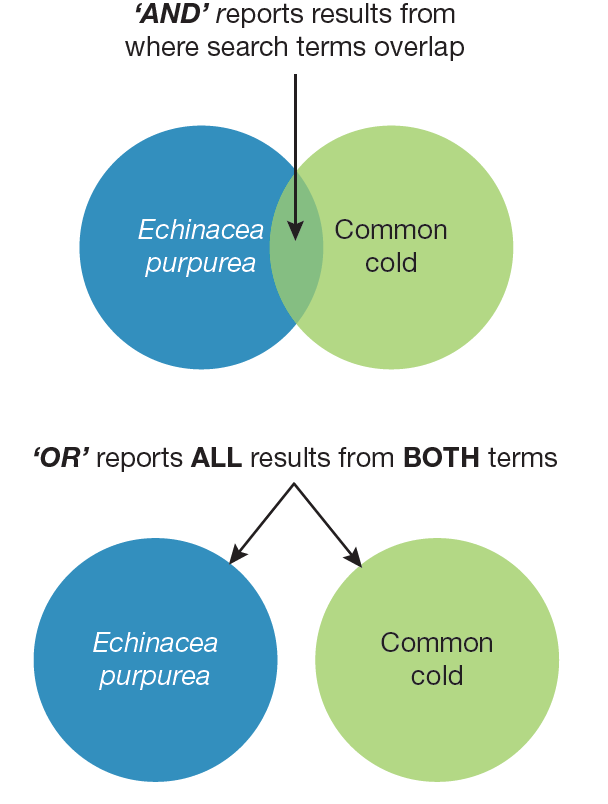 ‘AND’ reports results from
where search terms overlap
Echinacea
purpurea
Common
cold
‘OR’ reports ALL results from BOTH terms
Echinacea
purpurea
Common
cold